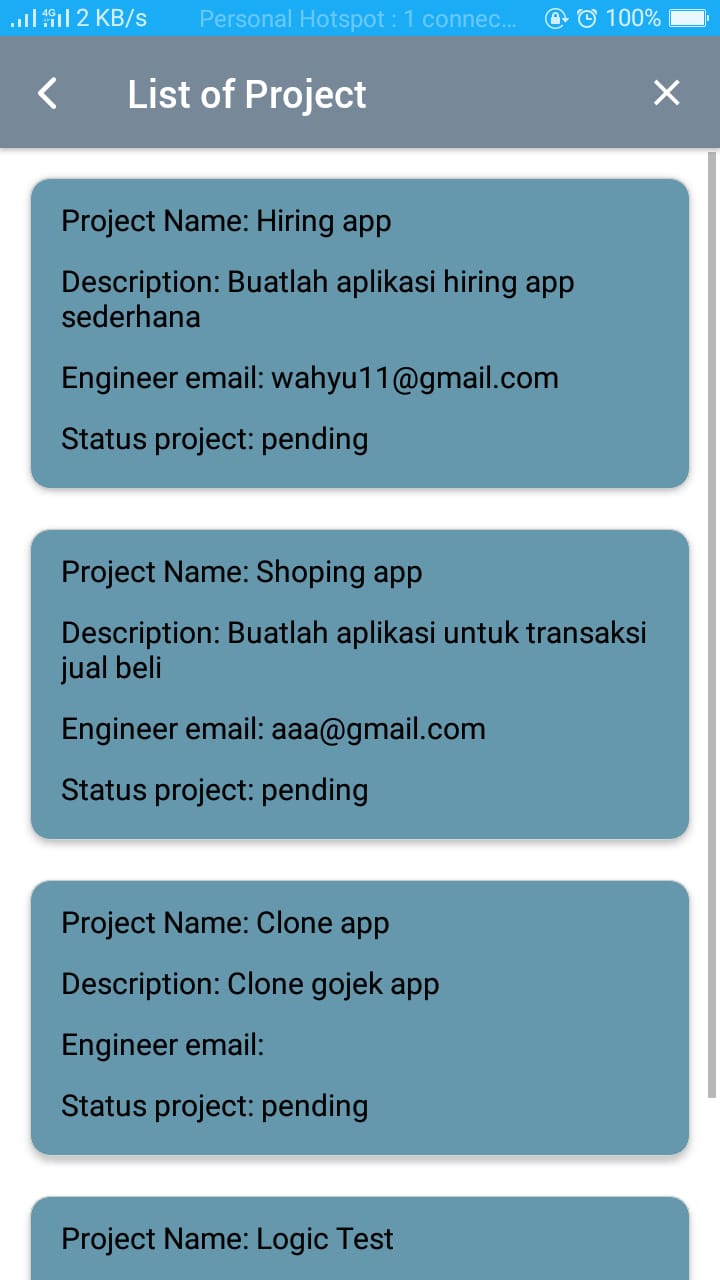 4G 2 KB/s Personal Hotspot : 1 connec... 100%
List of Project
Project Name: Hiring app
Description: Buatlah aplikasi hiring app
sederhana
Engineer email: wahyu11@gmail.com
Status project: pending
Project Name: Shoping app
Description: Buatlah aplikasi untuk transaksi
jual beli
Engineer email: aaa@gmail.com
Status project: pending
Project Name: Clone app
Description: Clone gojek app
Engineer email:
Status project: pending
Project Name: Logic Test